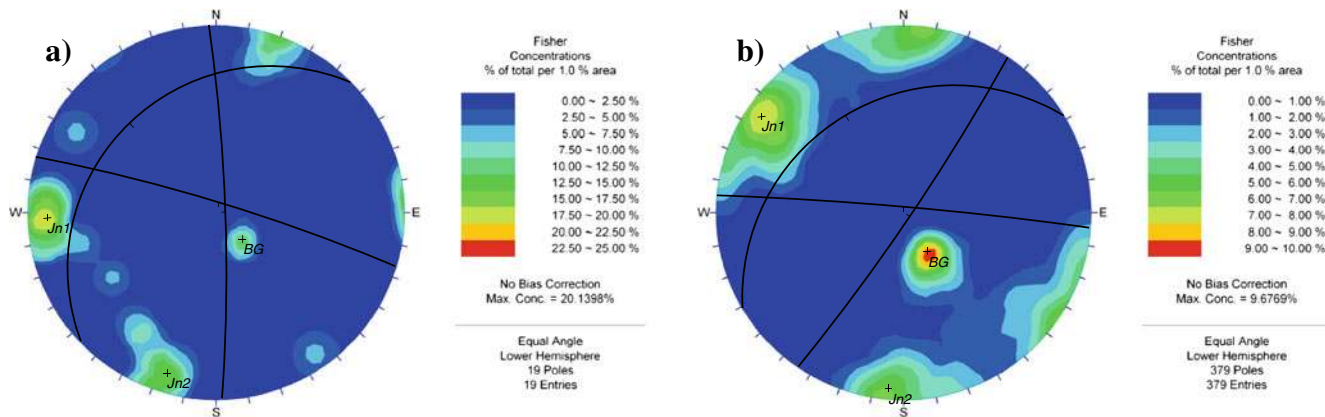 a)
N
W
E
S
Jn1
BG
Jn2
Fisher
Concentrations
% of total per 1.0 % area
0.00 ~ 2.50 %
2.50 ~ 5.00 %
5.00 ~ 7.50 %
7.50 ~ 10.00 %
10.00 ~ 12.50 %
12.50 ~ 15.00 %
15.00 ~ 17.50 %
17.50 ~ 20.00 %
20.00 ~ 22.50 %
22.50 ~ 25.00 %
No Bias Correction
Max. Conc. = 20.1398%
Equal Angle
Lower Hemisphere
19 Poles
19 Entries
b)
N
Jn1
W
E
BG
Jn2
S
Fisher
Concentrations
% of total per 1.0 % area
0.00 ~ 1.00 %
1.00 ~ 2.00 %
2.00 ~ 3.00 %
3.00 ~ 4.00 %
4.00 ~ 5.00 %
5.00 ~ 6.00 %
6.00 ~ 7.00 %
7.00 ~ 8.00 %
8.00 ~ 9.00 %
9.00 ~ 10.00 %
No Bias Correction
Max. Conc. = 9.6769%
Equal Angle
Lower Hemisphere
379 Poles
379 Entries